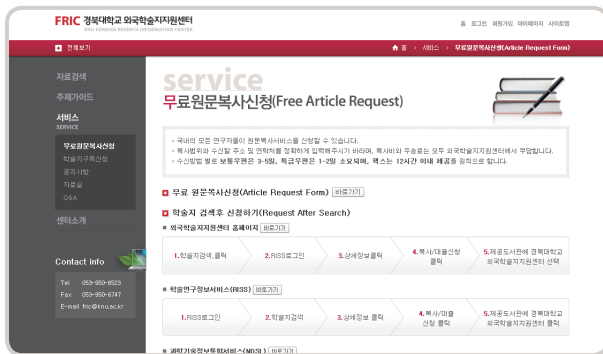 FRIC 경북대학교 외국학술지지원센터
KNU FOREIGN RESEARCH INFORMATION CENTER
홈 로그인 회원가입 마이페이지 사이트맵
전체보기
홈 › 서비스 › 무료원문복사신청(Article Request Form)
자료검색
주제가이드
서비스
SERVICE
무료원문복사신청
학술지구독신청
공지사항
자료실
Q&A
센터소개
Contact info
Tel 053-950-6523
Fax 053-950-6747
E-mail fric@knu.ac.kr
service
무료원문복사신청(Free Article Request)
국내의 모든 연구자들이 원문복사서비스를 신청할 수 있습니다.
복사범위와 수신할 주소 및 연락처를 정확하게 입력해주시기 바라며, 복사비와 우송료는 모두 외국학술지지원센터에서 부담합니다.
수신방법 별로 보통우편은 3-5일, 특급우편은 1-2일 소요되며, 팩스는 12시간 이내 제공을 원칙으로 합니다.
무료 원문복사신청(Article Request Form) 바로가기
학술지 검색후 신청하기(Request After Search)
외국학술지지원센터 홈페이지 바로가기
1.학술지검색, 클릭
2.RISS로그인
3.상세정보클릭
4.복사/대출신청 클릭
5.제공도서관에 경북대학교 외국학술지지원센터 선택
학술연구정보서비스(RISS) 바로가기
1.RISS로그인
2.학술지검색
3.상세정보 클릭
4.복사/대출 신청 클릭
5.제공도서관에 경북대학교 외국학술지지원센터 클릭
과학기술정보통합서비스(NDSL) 바로가기